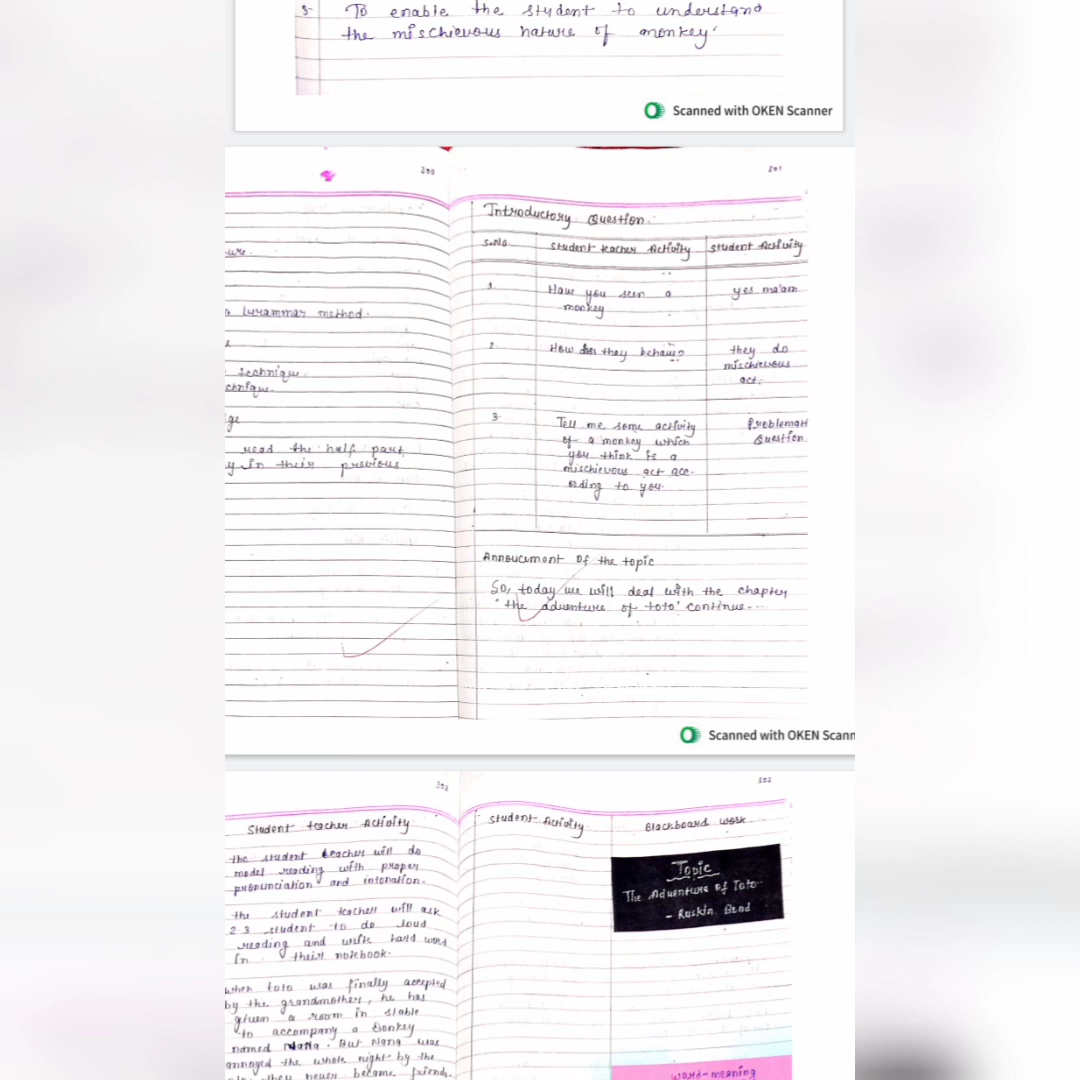 5- To enable the student to understand
the mischievous nature of monkey.
Scanned with OKEN Scanner
200
201
ure.
Grammar method.
technique.
chnique.
ge
read the half part
y in their previous
Introductory Question.
S.No
Student teacher Activity
Student Activity
1
Have you seen a
monkey
yes ma'am
2.
How does they behave?
they do
mischievous
act.
3.
Tell me some activity
of a monkey which
you think is a
mischievous act acc-
ording to you.
Problemati
Question
Annoucement of the topic
So, today we will deal with the chapter
'the adventure of toto' continue...
Scanned with OKEN Scann
302
303
Student teacher Activity
the student teacher will do
model reading with proper
pronunciation and intonation.
the student teacher will ask
2-3 student to do loud
reading and write hard word
in their notebook.
when toto was finally accepted
by the grandmother, he has
given a room in stable
to accompany a Donkey
named Nana. But Nana was
annoyed the whole night by the
they never became friends.
Student Activity
Blackboard work
Topic
The Adventure of Toto
- Ruskin Bond
word-meaning